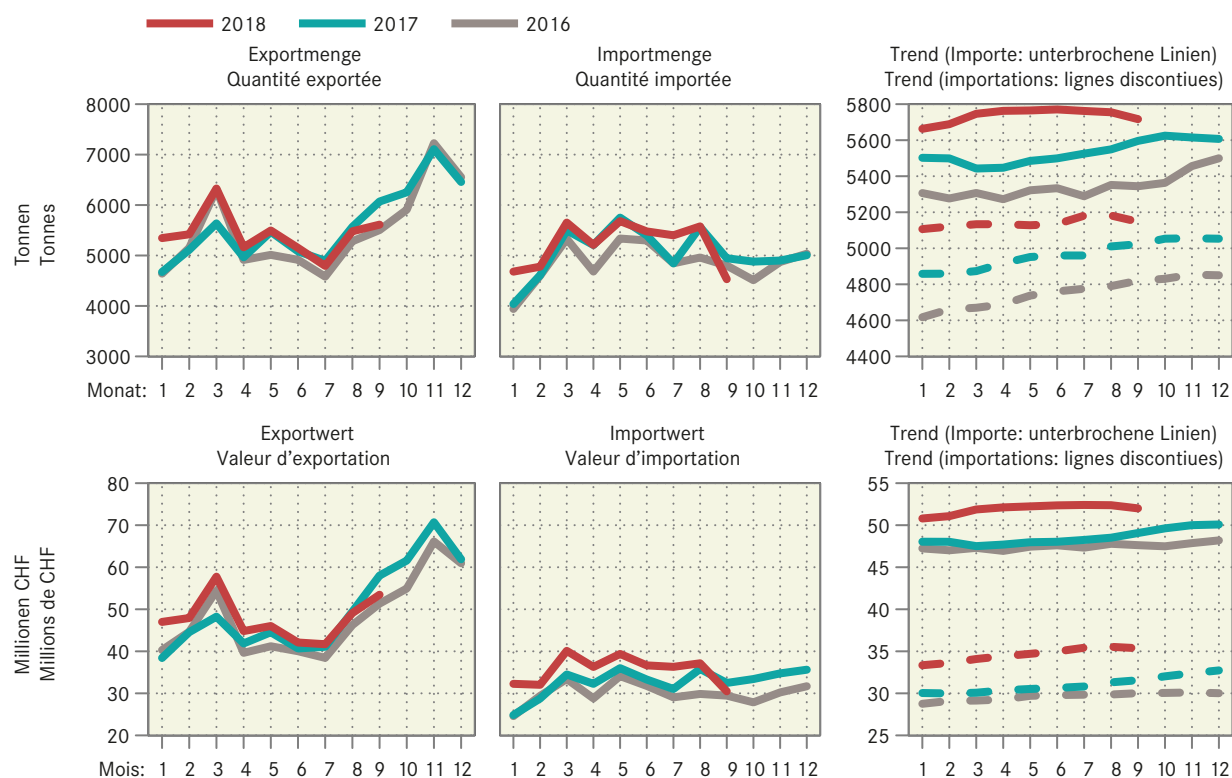 2018 2017 2016
Exportmenge
Quantité exportée
Importmenge
Quantité importée
Trend (Importe: unterbrochene Linien)
Trend (importations: lignes discontiues)
Tonnen
Tonnes
8000
7000
6000
5000
4000
3000
5800
5600
5400
5200
5000
4800
4600
4400
Monat: 1 2 3 4 5 6 7 8 9 10 11 12
1 2 3 4 5 6 7 8 9 10 11 12
1 2 3 4 5 6 7 8 9 10 11 12
Exportwert
Valeur d'exportation
Importwert
Valeur d'importation
Trend (Importe: unterbrochene Linien)
Trend (importations: lignes discontiues)
Millionen CHF
Millions de CHF
80
70
60
50
40
30
20
55
50
45
40
35
30
25
Mois: 1 2 3 4 5 6 7 8 9 10 11 12
1 2 3 4 5 6 7 8 9 10 11 12
1 2 3 4 5 6 7 8 9 10 11 12